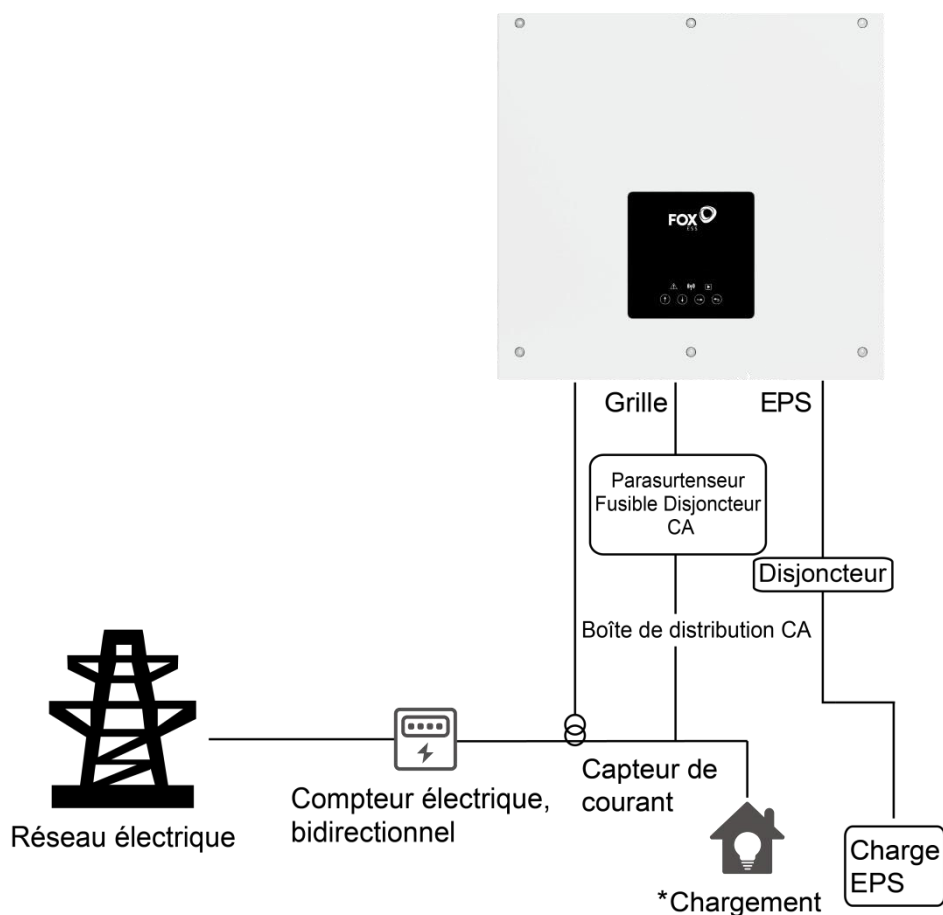 FOX
ESS
Grille
EPS
Parasurtenseur
Fusible Disjoncteur
CA
Disjoncteur
Boîte de distribution CA
Capteur de
courant
Compteur électrique,
bidirectionnel
Réseau électrique
Charge
EPS
*Chargement